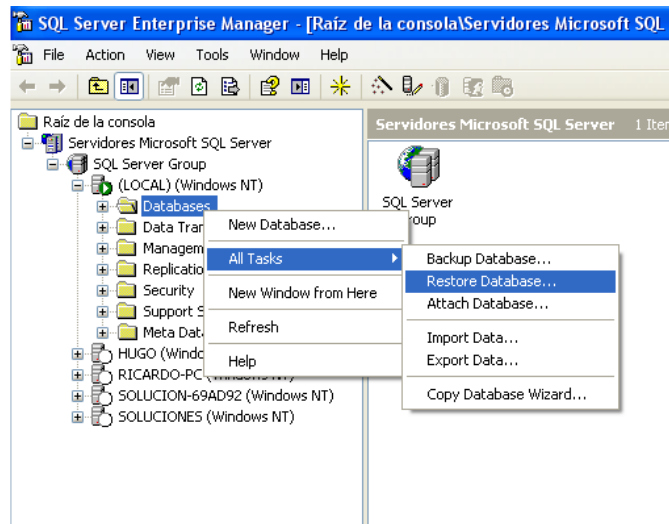 SQL Server Enterprise Manager - [Raíz de la consola\Servidores Microsoft SQL
File Action View Tools Window Help
Raíz de la consola
Servidores Microsoft SQL Server
SQL Server Group
(LOCAL) (Windows NT)
Databases
Data Tran
Managem
Replicatio
Security
Support S
Meta Dat
HUGO (Windo
RICARDO-PC (Windows NT)
SOLUCION-69AD92 (Windows NT)
SOLUCIONES (Windows NT)
Servidores Microsoft SQL Server 1 Iter
SQL Server
roup
New Database...
All Tasks
New Window from Here
Refresh
Help
Backup Database...
Restore Database...
Attach Database...
Import Data...
Export Data...
Copy Database Wizard...